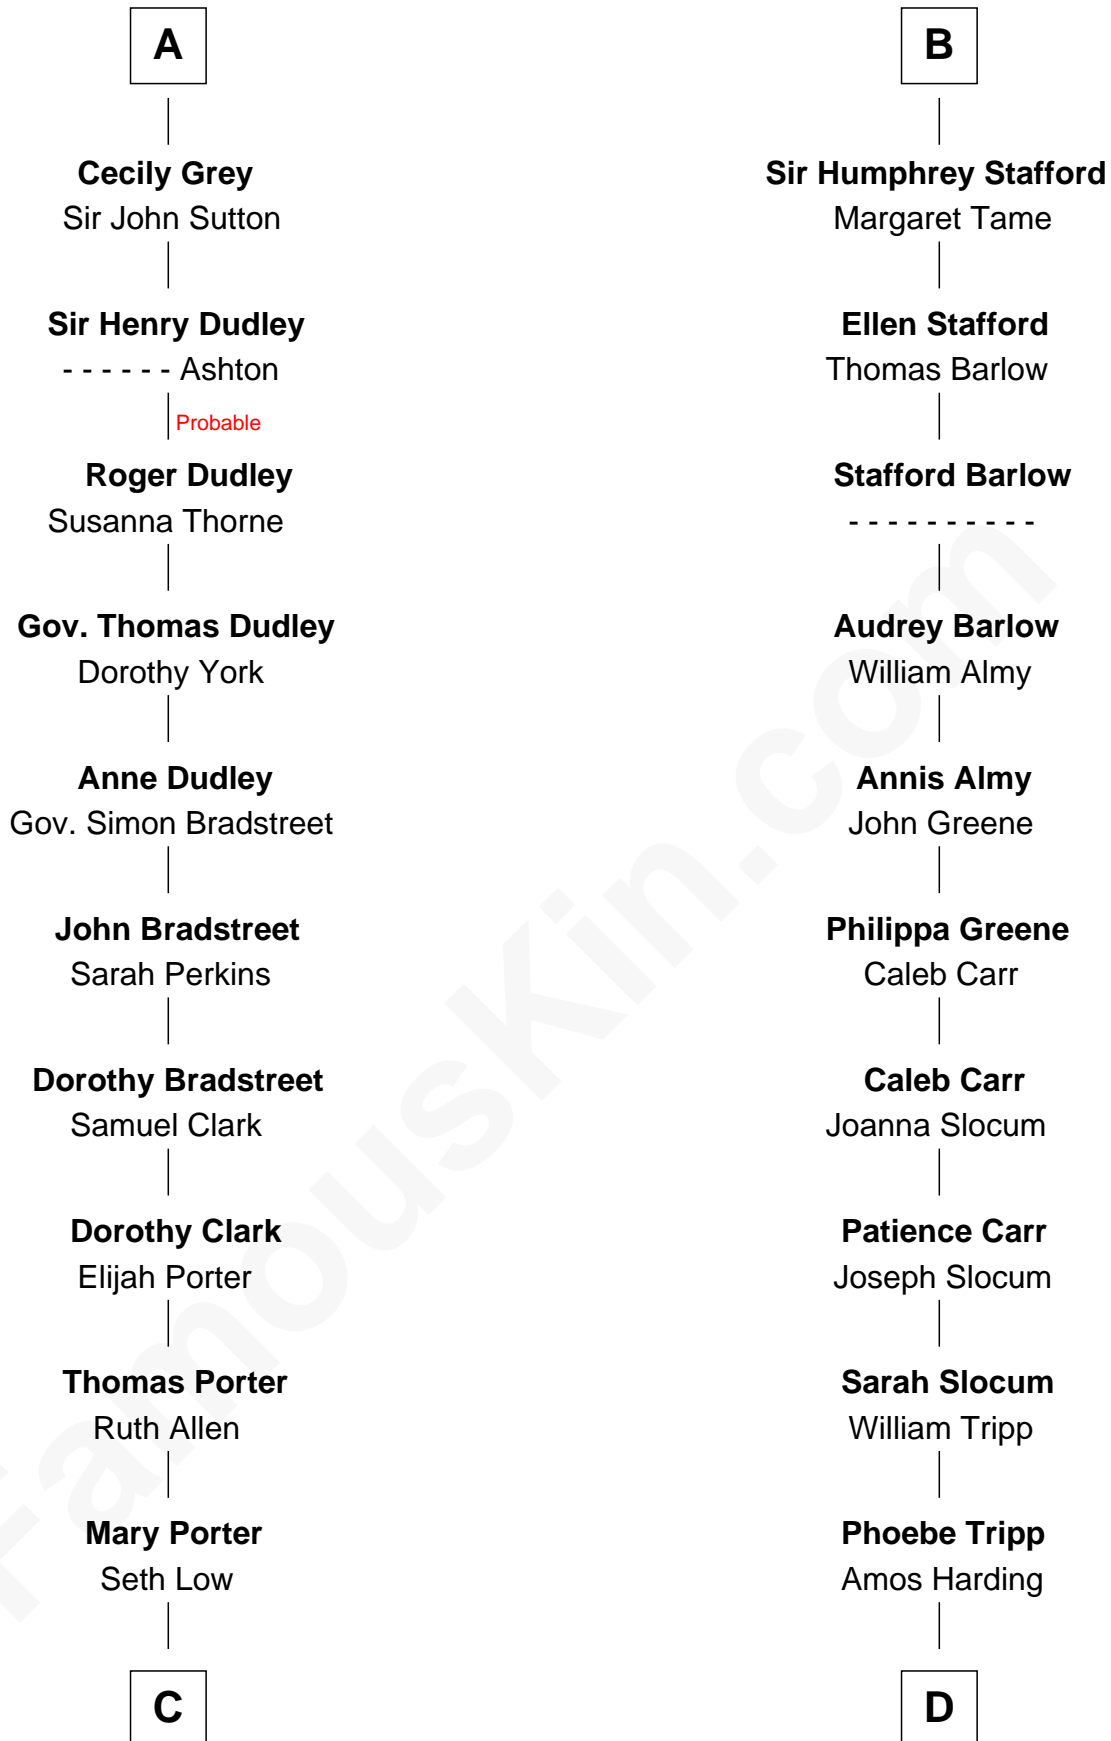 A
Cecily Grey
Sir John Sutton
Sir Henry Dudley
- - - - - - Ashton
Probable
Roger Dudley
Susanna Thorne
Gov. Thomas Dudley
Dorothy York
Anne Dudley
Gov. Simon Bradstreet
John Bradstreet
Sarah Perkins
Dorothy Bradstreet
Samuel Clark
Dorothy Clark
Elijah Porter
Thomas Porter
Ruth Allen
Mary Porter
Seth Low
C
B
Sir Humphrey Stafford
Margaret Tame
Ellen Stafford
Thomas Barlow
Stafford Barlow
- - - - - - - - - -
Audrey Barlow
William Almy
Annis Almy
John Greene
Philippa Greene
Caleb Carr
Caleb Carr
Joanna Slocum
Patience Carr
Joseph Slocum
Sarah Slocum
William Tripp
Phoebe Tripp
Amos Harding
D
FamousKin.com